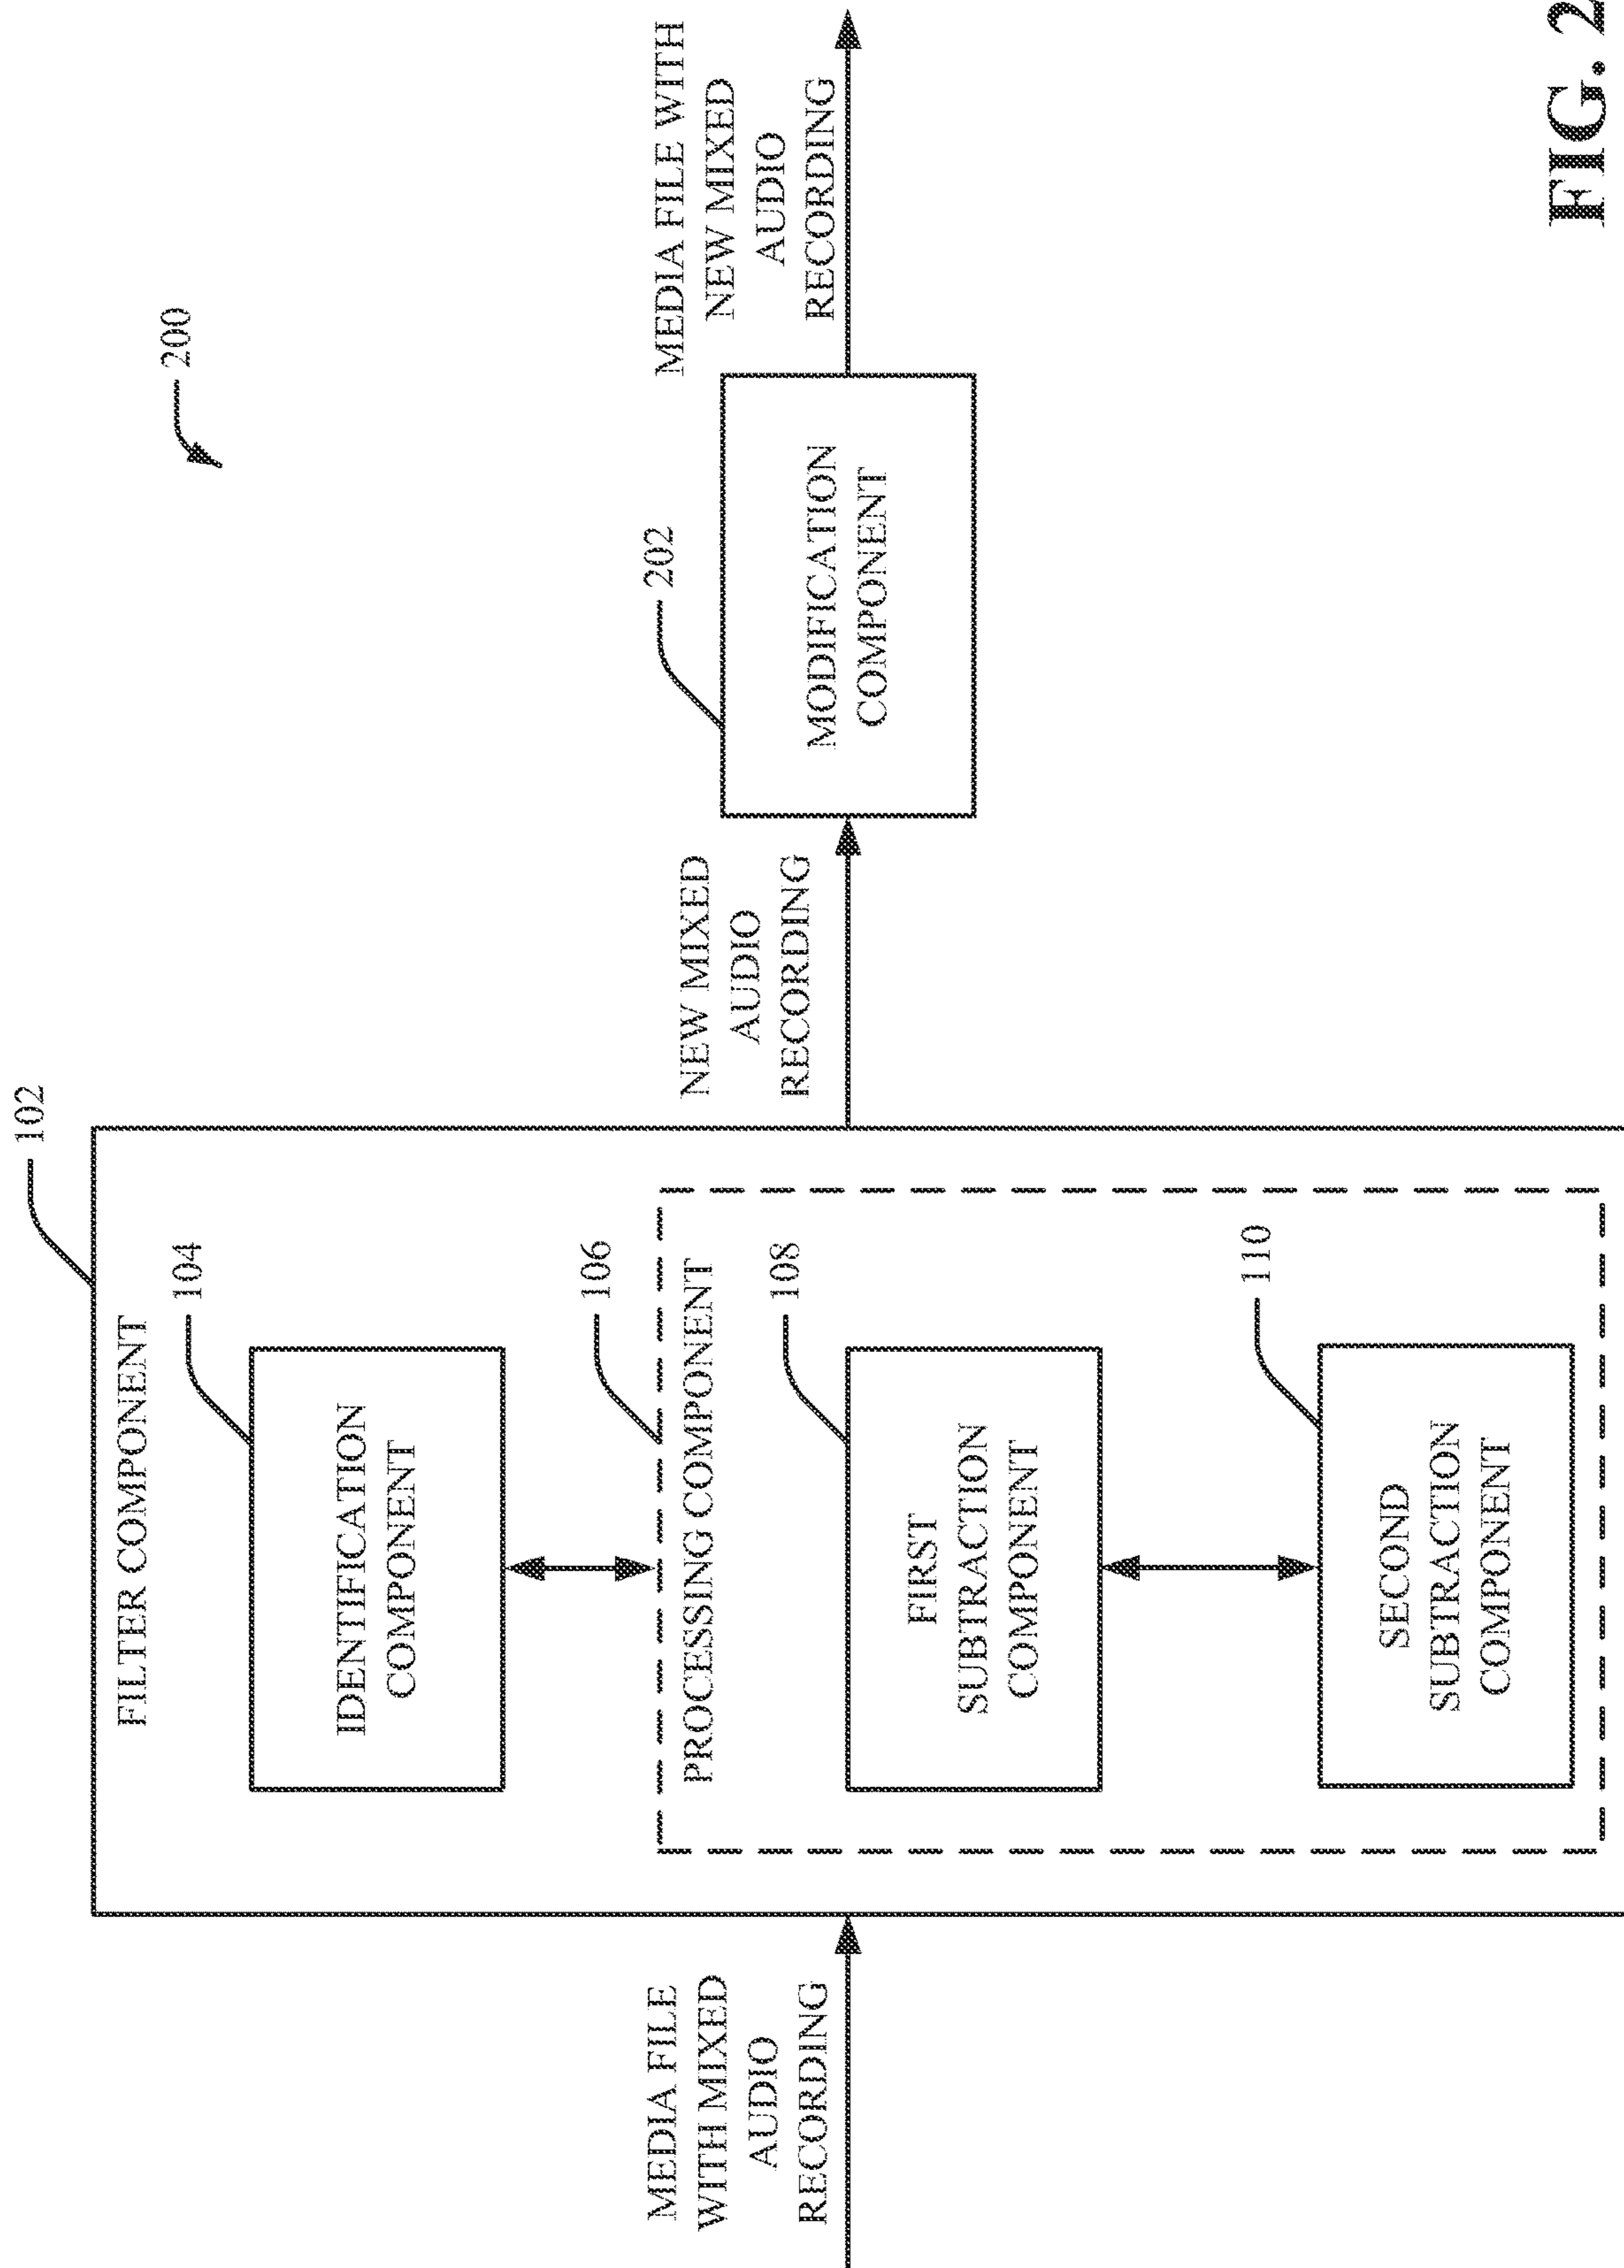 200
102
FILTER COMPONENT
104
IDENTIFICATION
COMPONENT
106
PROCESSING COMPONENT
108
FIRST
SUBTRACTION
COMPONENT
110
SECOND
SUBTRACTION
COMPONENT
MEDIA FILE
WITH MIXED
AUDIO
RECORDING
NEW MIXED
AUDIO
RECORDING
202
MODIFICATION
COMPONENT
MEDIA FILE WITH
NEW MIXED
AUDIO
RECORDING
FIG. 2